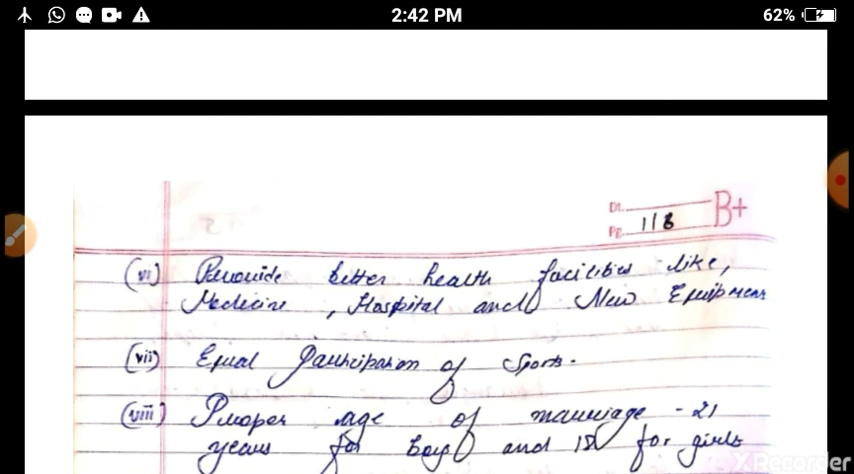 2:42 PM
62%
Dt.
B+
Pg. 118
(vi) Provide better health facilities like,
Medicine, Hospital and New Equipment
(vii) Equal Participation of Sports.
(viii) Proper age of marriage - 21
years for boys and 18 for girls
XRecorder